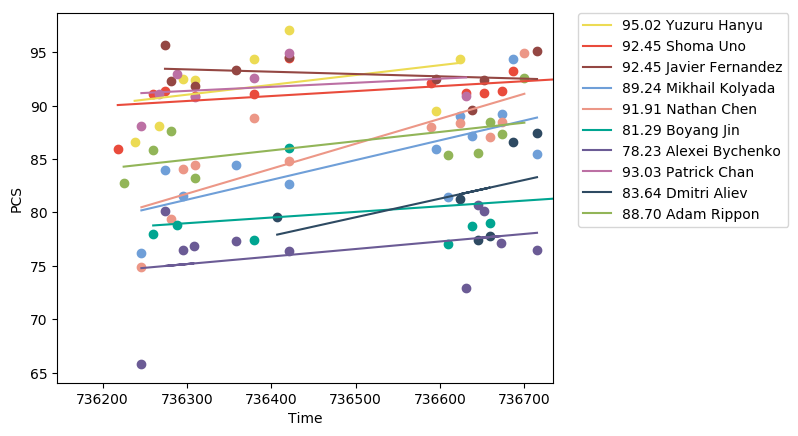 95.02 Yuzuru Hanyu
92.45 Shoma Uno
92.45 Javier Fernandez
89.24 Mikhail Kolyada
91.91 Nathan Chen
81.29 Boyang Jin
78.23 Alexei Bychenko
93.03 Patrick Chan
83.64 Dmitri Aliev
88.70 Adam Rippon
PCS
95
90
85
80
75
70
65
736200 736300 736400 736500 736600 736700
Time